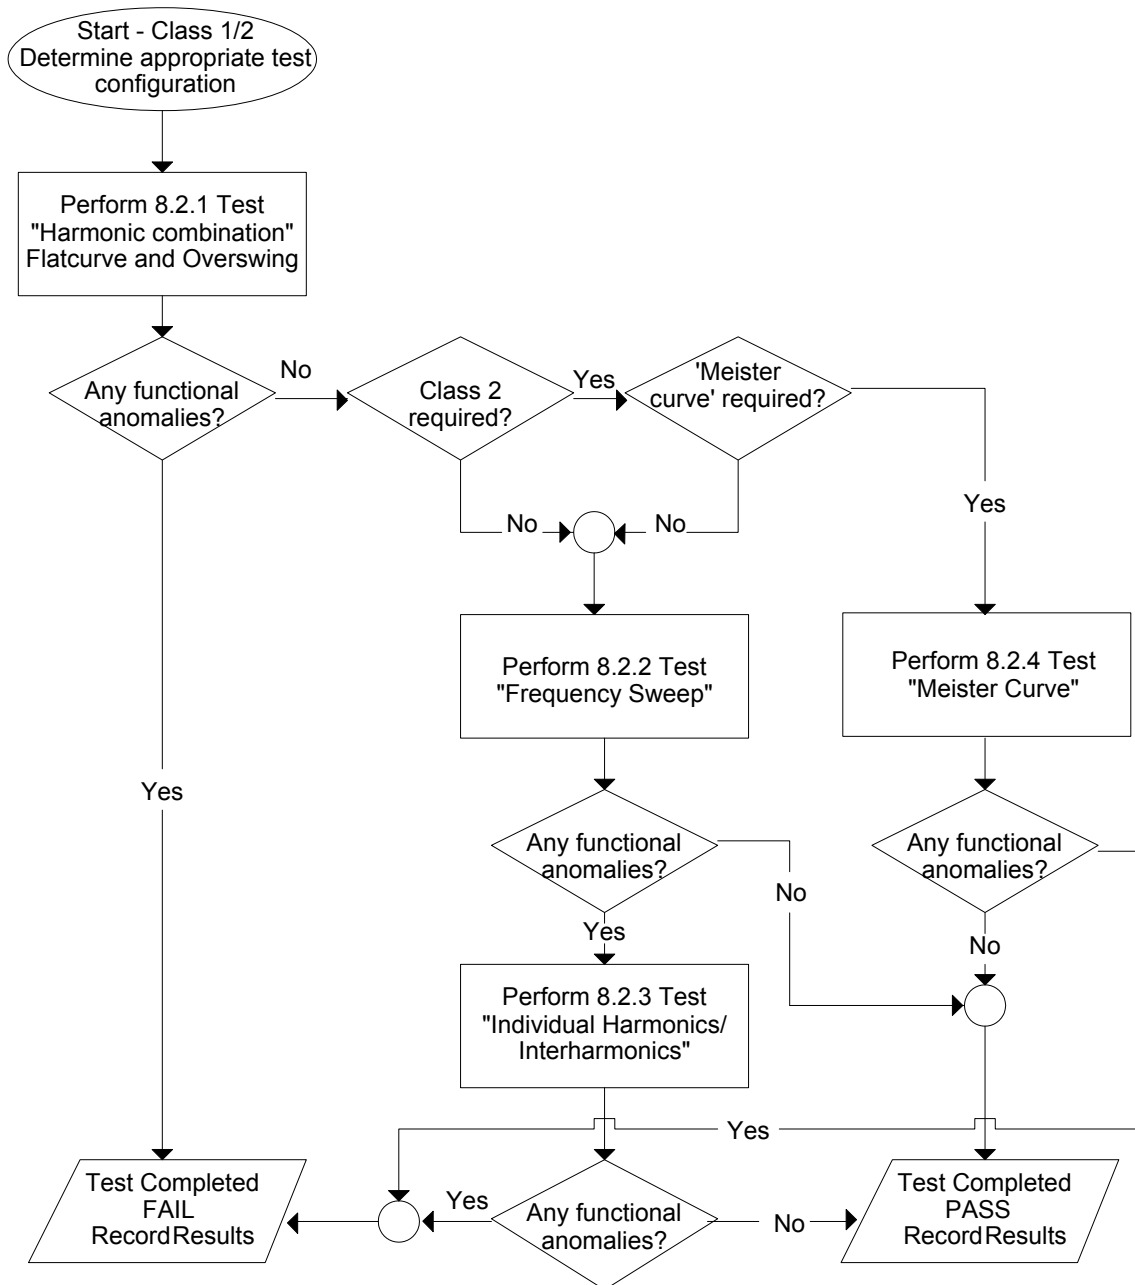 Start - Class 1/2
Determine appropriate test
configuration
Perform 8.2.1 Test
"Harmonic combination"
Flatcurve and Overswing
Any functional
anomalies?
No
Class 2
required?
Yes
'Meister
curve' required?
No
No
Yes
Perform 8.2.2 Test
"Frequency Sweep"
Perform 8.2.4 Test
"Meister Curve"
Yes
Any functional
anomalies?
No
Any functional
anomalies?
Yes
No
Perform 8.2.3 Test
"Individual Harmonics/
Interharmonics"
Yes
Test Completed
FAIL
RecordResults
Yes
Any functional
anomalies?
No
Test Completed
PASS
RecordResults